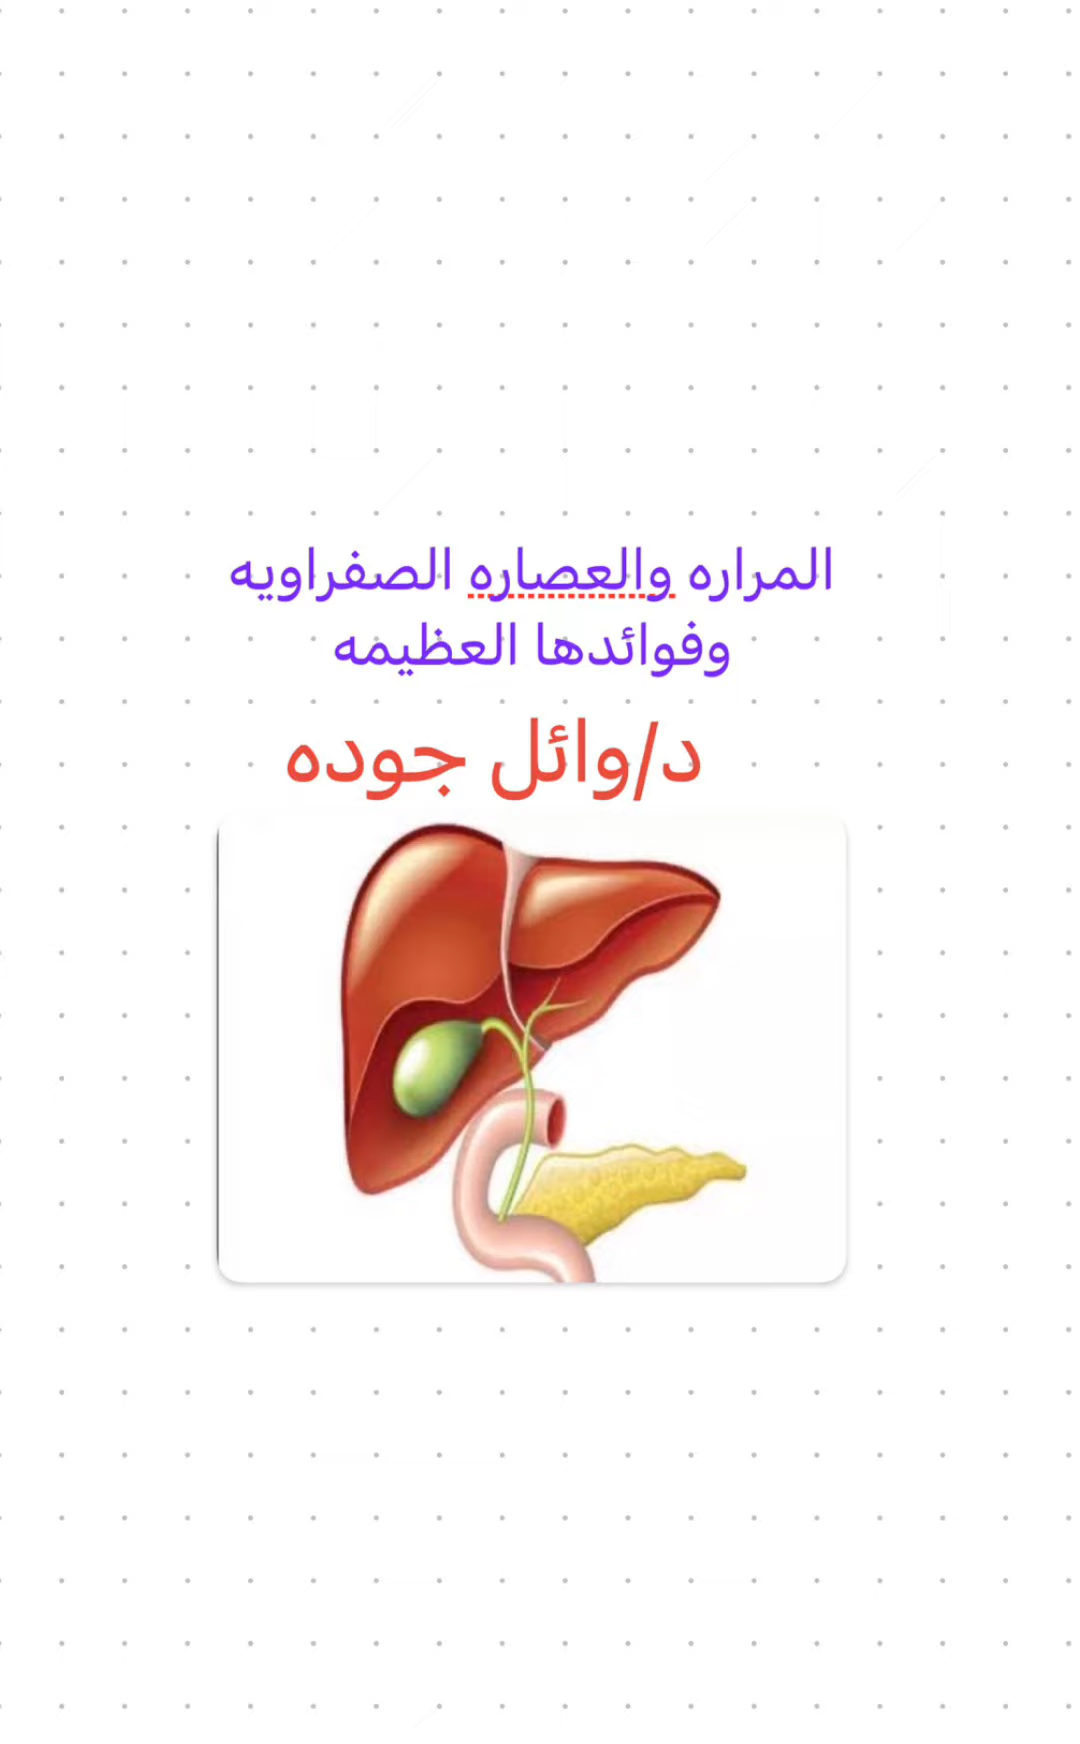 المراره والعصاره الصفراويه
وفوائدها العظيمه
د/وائل جوده